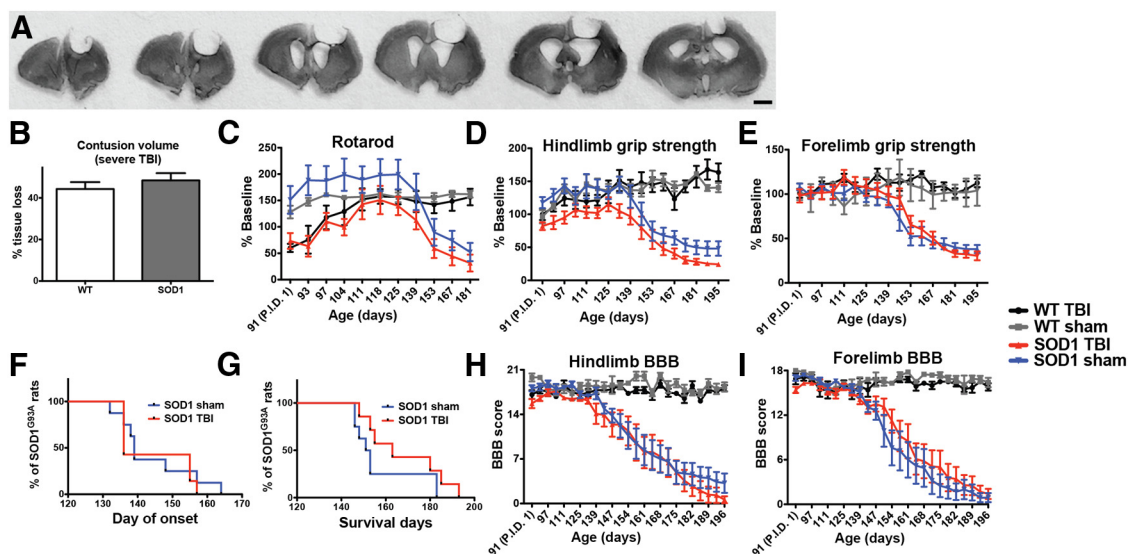 A
B
Contusion volume
(severe TBI)
% tissue loss
40
20
0
WT
SOD1
C
Rotarod
% Baseline
250
200
150
100
50
0
91 (P.I.D. 1)
93
97
104
111
118
125
139
153
167
181
Age (days)
D
Hindlimb grip strength
% Baseline
200
150
100
50
0
91 (P.I.D. 1)
97
111
125
139
153
167
181
195
Age (days)
E
Forelimb grip strength
% Baseline
150
100
50
0
91 (P.I.D. 1)
97
111
125
139
153
167
181
195
Age (days)
WT TBI
WT sham
SOD1 TBI
SOD1 sham
F
% of SOD1G93A rats
100
80
60
40
20
0
SOD1 sham
SOD1 TBI
120 130 140 150 160 170
Day of onset
G
% of SOD1G93A rats
100
80
60
40
20
0
SOD1 sham
SOD1 TBI
120 140 160 180 200
Survival days
H
Hindlimb BBB
BBB score
21
14
7
0
91 (P.I.D. 1)
97
111
125
139
147
154
161
168
175
182
189
196
Age (days)
I
Forelimb BBB
BBB score
18
12
6
0
91 (P.I.D. 1)
97
111
125
139
147
154
161
168
175
182
189
196
Age (days)